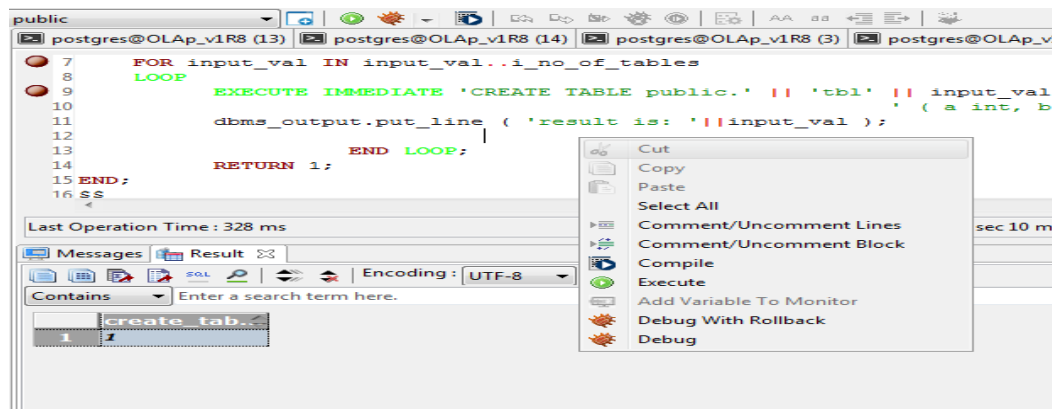 public
AA aa
postgres@OLAp_v1R8 (13) postgres@OLAp_v1R8 (14) postgres@OLAp_v1R8 (3) postgres@OLAp_v
7 FOR input_val IN input_val..i_no_of_tables
8 LOOP
9 EXECUTE IMMEDIATE 'CREATE TABLE public.' || 'tbl' || input_val
10 ' ( a int, b
11 dbms_output.put_line ( 'result is: '||input_val );
12
13 END LOOP;
14 RETURN 1;
15 END;
16 $$
Cut
Copy
Paste
Select All
Comment/Uncomment Lines
Comment/Uncomment Block
Compile
Execute
Add Variable To Monitor
Debug With Rollback
Debug
Last Operation Time : 328 ms
sec 10 m
Messages Result
SQL Encoding : UTF-8
Contains Enter a search term here.
create_tab...
1 1